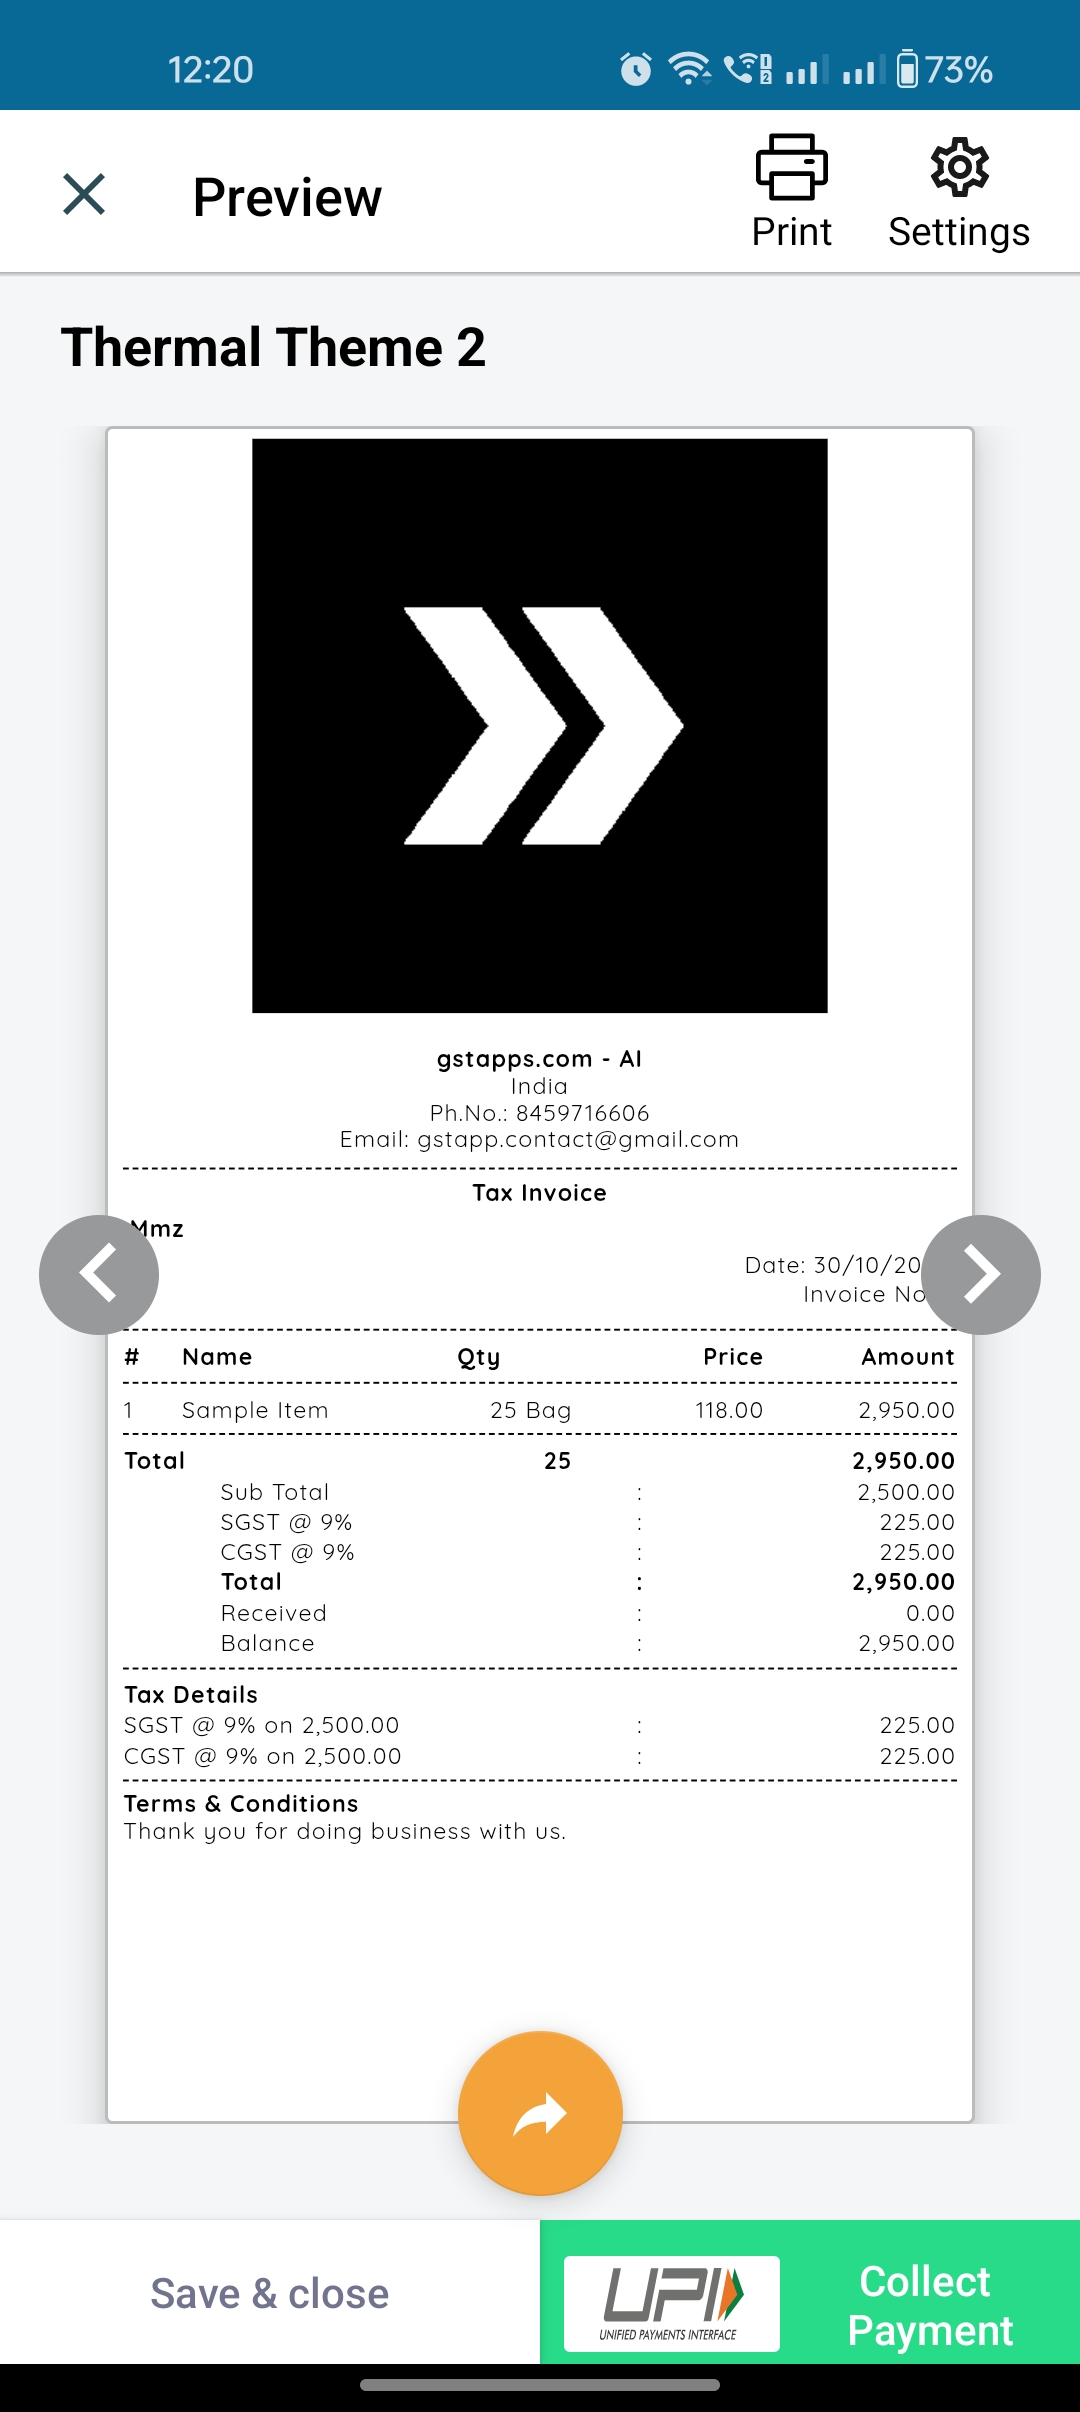 12:20 73%
Preview
Print
Settings
Thermal Theme 2
gstapps.com - AI
India
Ph.No.: 8459716606
Email: gstapp.contact@gmail.com
Tax Invoice
Mmz
Date: 30/10/20
Invoice No
# Name Qty Price Amount
1 Sample Item 25 Bag 118.00 2,950.00
Total 25 2,950.00
Sub Total : 2,500.00
SGST @ 9% : 225.00
CGST @ 9% : 225.00
Total : 2,950.00
Received : 0.00
Balance : 2,950.00
Tax Details
SGST @ 9% on 2,500.00 : 225.00
CGST @ 9% on 2,500.00 : 225.00
Terms & Conditions
Thank you for doing business with us.
Save & close
UPI
UNIFIED PAYMENTS INTERFACE
Collect
Payment